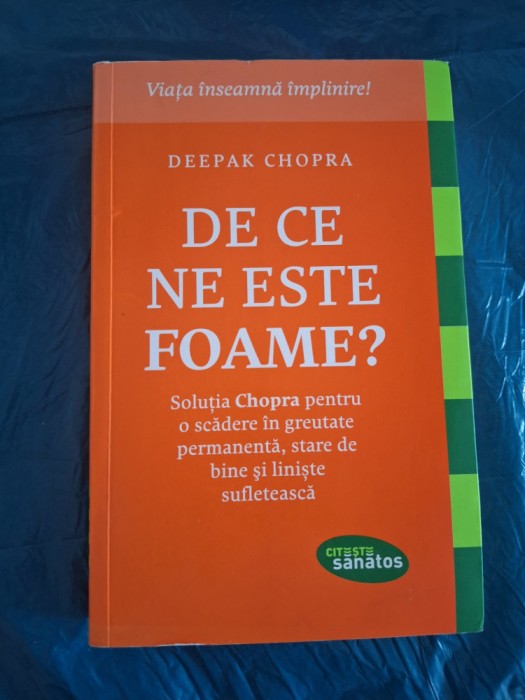 Viața înseamnă împlinire!
DEEPAK CHOPRA
DE CE
NE ESTE
FOAME?
Soluția Chopra pentru
o scădere în greutate
permanentă, stare de
bine și liniște
sufletească
CITEȘTE
sănătos